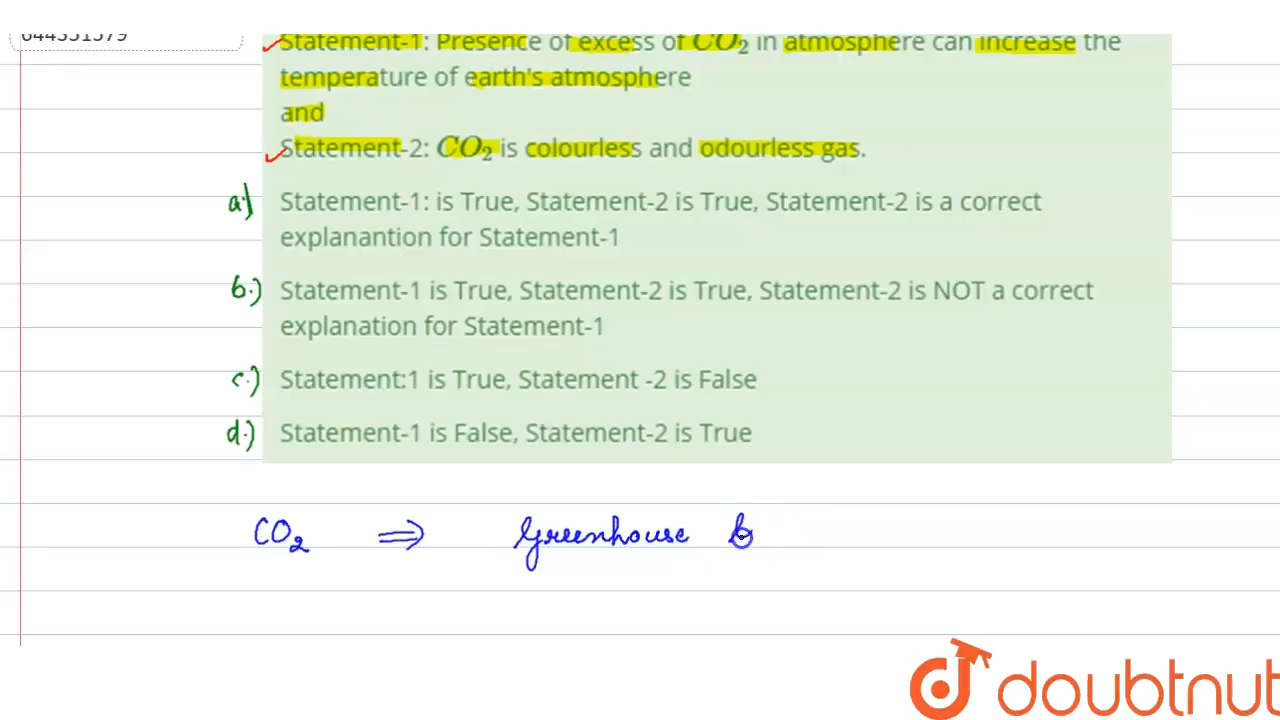 644331379
Statement-1: Presence of excess of CO2 in atmosphere can increase the
temperature of earth's atmosphere
and
Statement-2: CO2 is colourless and odourless gas.
a.) Statement-1: is True, Statement-2 is True, Statement-2 is a correct
explanantion for Statement-1
b.) Statement-1 is True, Statement-2 is True, Statement-2 is NOT a correct
explanation for Statement-1
c.) Statement:1 is True, Statement -2 is False
d.) Statement-1 is False, Statement-2 is True
CO2 ⇒ Greenhouse
doubtnut